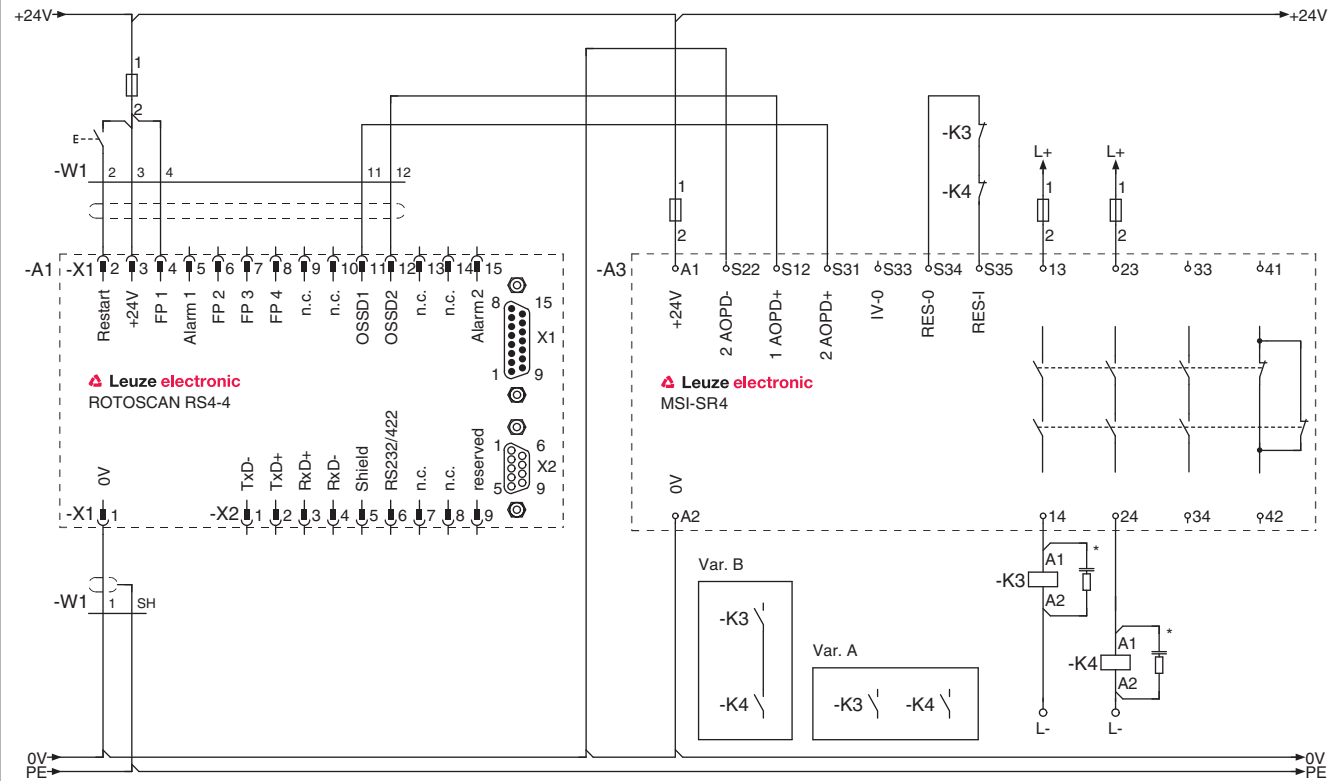 +24V +24V
1
2
E
-W1 2 3 4 11 12
-K3
-K4
L+ L+
1 1 1
2 2 2
-A1 -X1 2 3 4 5 6 7 8 9 10 11 12 13 14 15
Restart
+24V
FP 1
Alarm 1
FP 2
FP 3
FP 4
n.c.
n.c.
OSSD1
OSSD2
n.c.
n.c.
Alarm 2
8 15
X1
1 9
Leuze electronic
ROTOSCAN RS4-4
1 6
X2
5 9
0V
TxD-
TxD+
RxD+
RxD-
Shield
RS232/422
n.c.
n.c.
reserved
-X1 1 -X2 1 2 3 4 5 6 7 8 9
-W1 1 SH
-A3 A1 S22 S12 S31 S33 S34 S35 13 23 33 41
+24V
2 AOPD-
1 AOPD+
2 AOPD+
IV-0
RES-0
RES-I
Leuze electronic
MSI-SR4
0V
A2 14 24 34 42
Var. B
-K3
-K4
Var. A
-K3 -K4
A1 *
-K3
A2
A1 *
-K4
A2
L- L-
0V 0V
PE PE